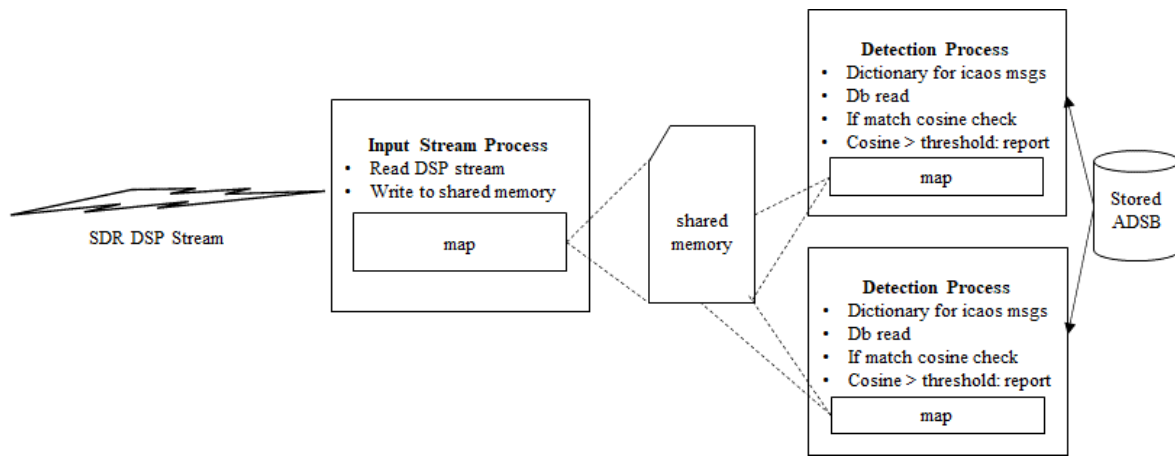 SDR DSP Stream
Input Stream Process
• Read DSP stream
• Write to shared memory
map
shared
memory
Detection Process
• Dictionary for icaos msgs
• Db read
• If match cosine check
• Cosine > threshold: report
map
Detection Process
• Dictionary for icaos msgs
• Db read
• If match cosine check
• Cosine > threshold: report
map
Stored
ADSB